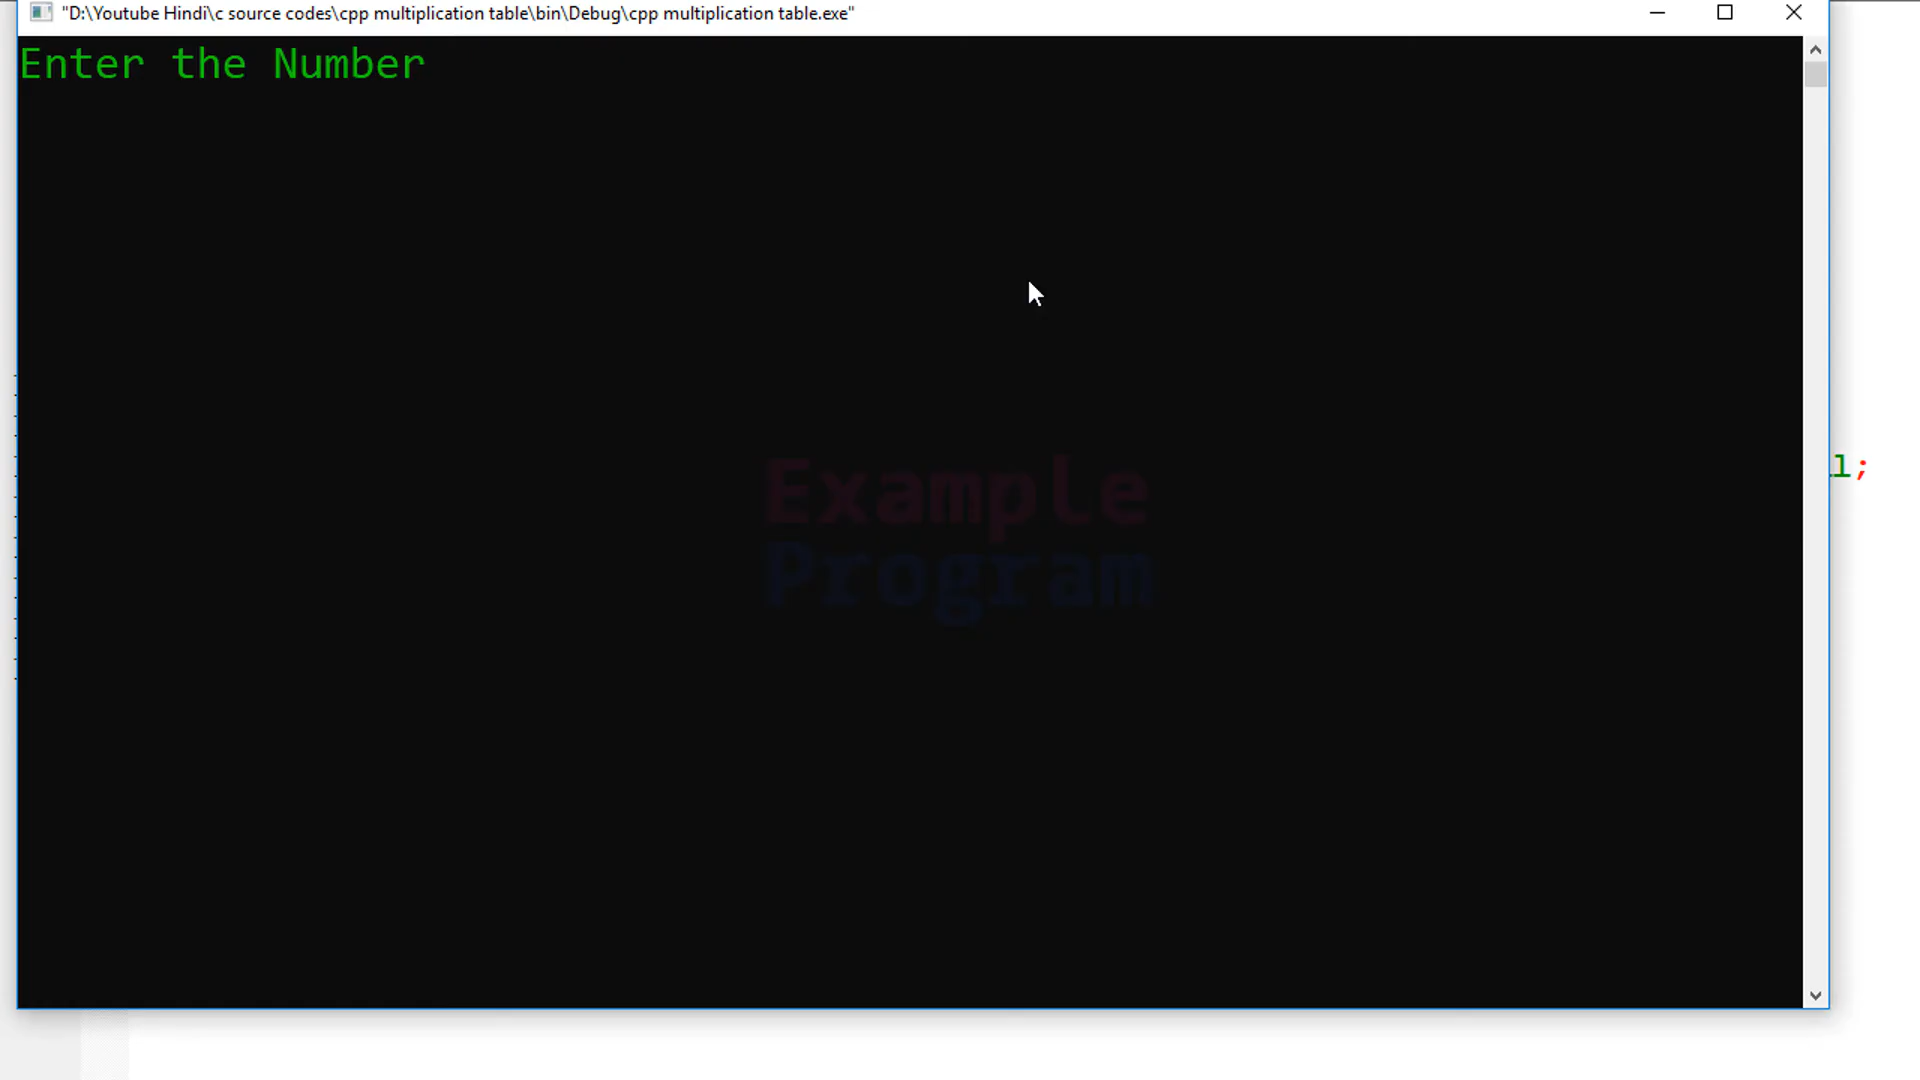 "D:\Youtube Hindi\c source codes\cpp multiplication table\bin\Debug\cpp multiplication table.exe"
Enter the Number
l;
Example
Program